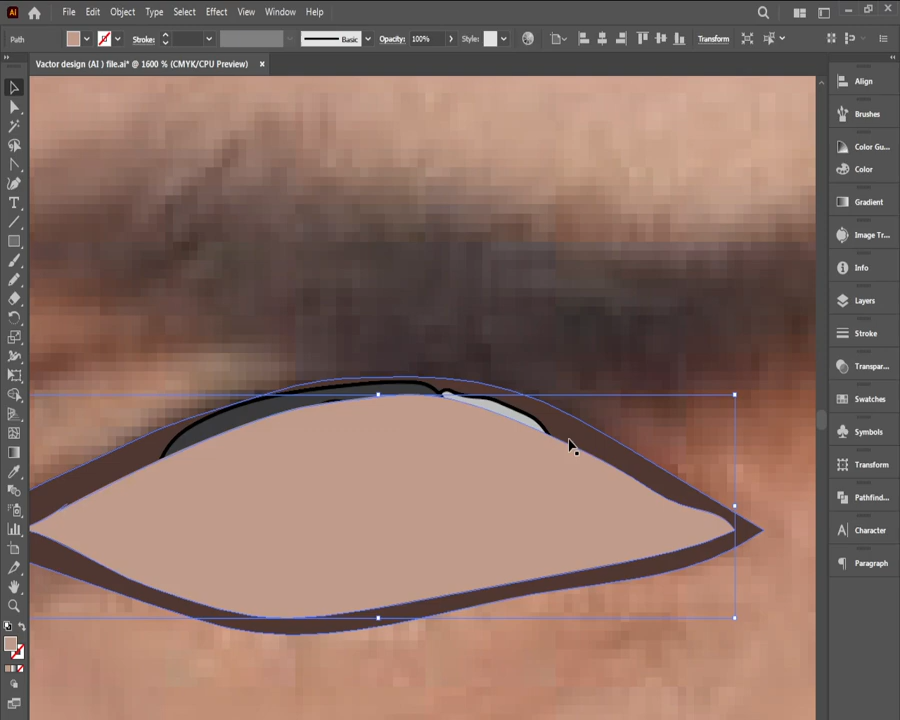 Ai File Edit Object Type Select Effect View Window Help
Path Stroke: Basic Opacity: 100% Style: Transform
Vactor design (AI ) file.ai* @ 1600 % (CMYK/CPU Preview) ×
Align
Brushes
Color Gu...
Color
Gradient
Image Tr...
Info
Layers
Stroke
Transpar...
Swatches
Symbols
Transform
Pathfind...
Character
Paragraph